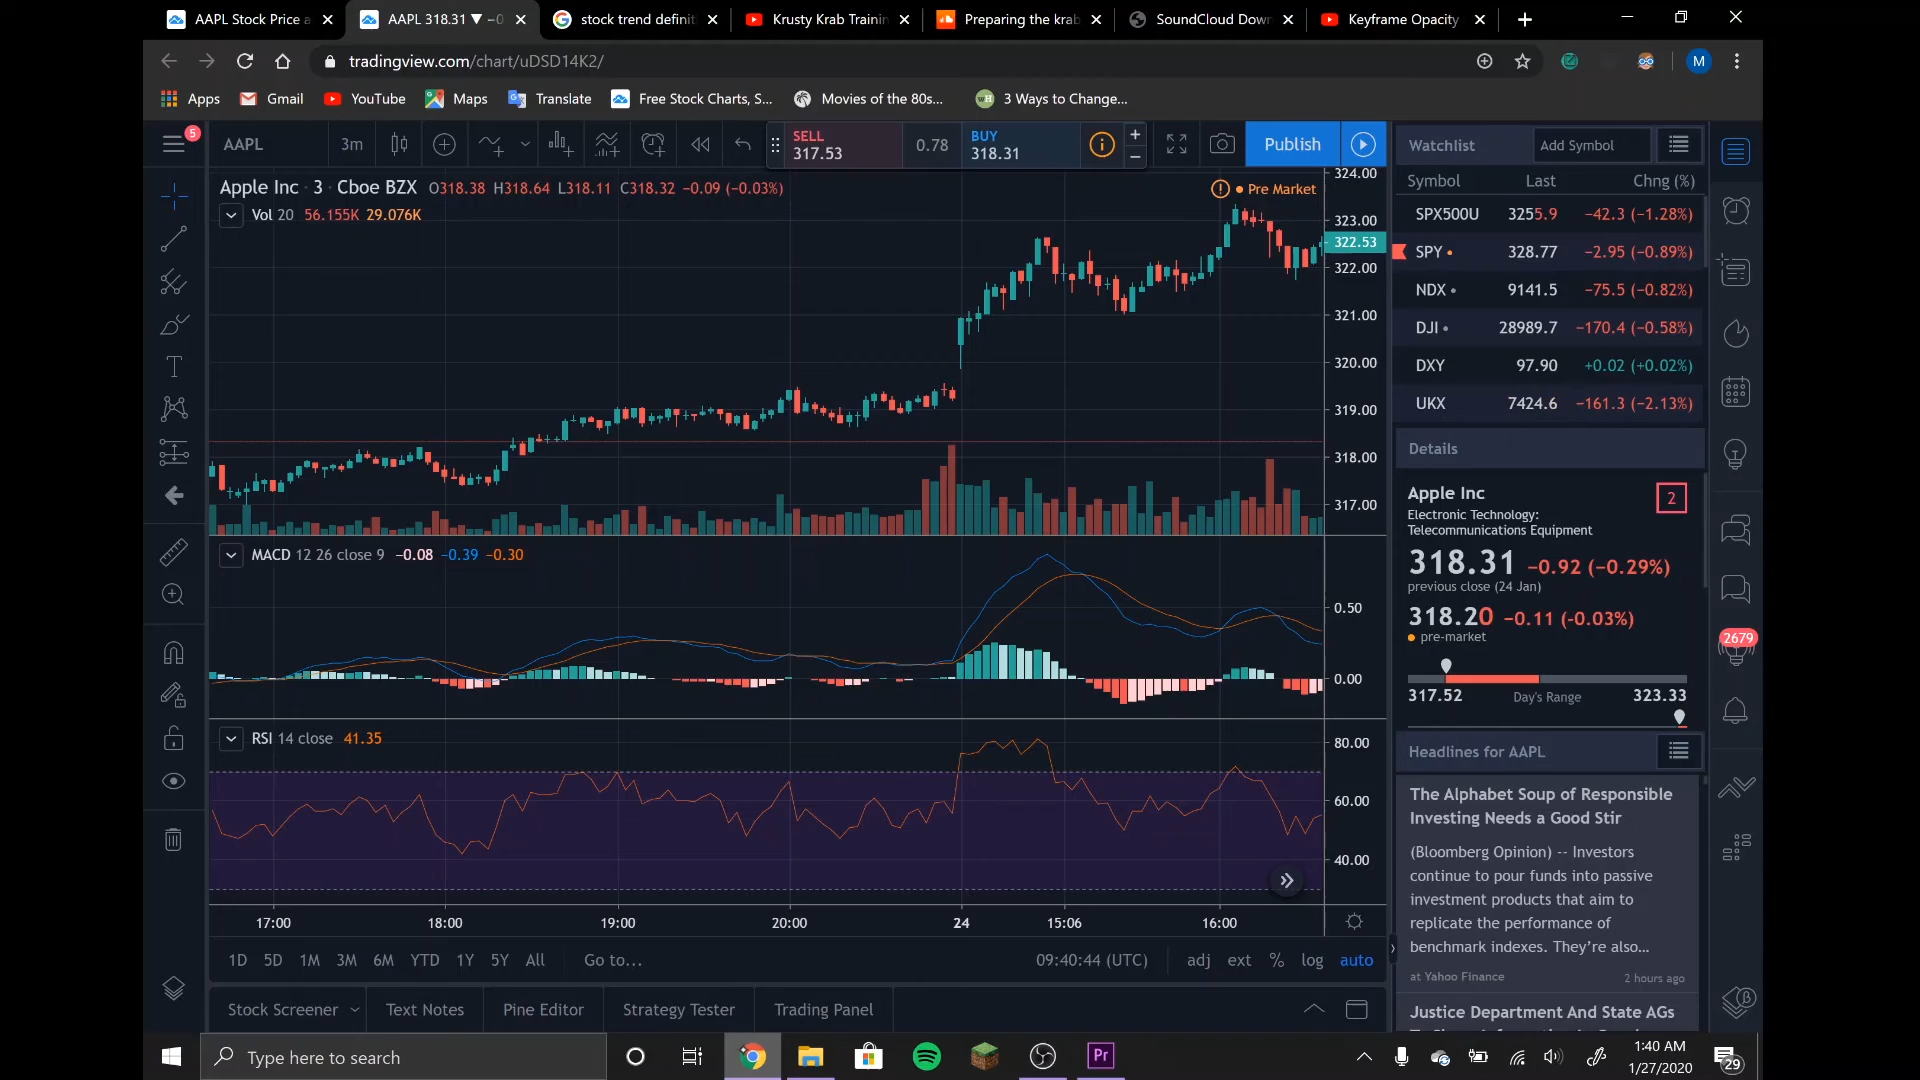 AAPL Stock Price a
AAPL 318.31 ▼ −0
stock trend definit
Krusty Krab Trainin
Preparing the krab
SoundCloud Dow
Keyframe Opacity
tradingview.com/chart/uDSD14K2/
M
Apps
Gmail
YouTube
Maps
Translate
Free Stock Charts, S...
Movies of the 80s...
3 Ways to Change...
5
AAPL
3m
SELL
317.53
0.78
BUY
318.31
Publish
Apple Inc · 3 · Cboe BZX O318.38 H318.64 L318.11 C318.32 −0.09 (−0.03%)
Pre Market
Vol 20 56.155K 29.076K
324.00
323.00
322.53
322.00
321.00
320.00
319.00
318.00
317.00
MACD 12 26 close 9 −0.08 −0.39 −0.30
0.50
0.00
RSI 14 close 41.35
80.00
60.00
40.00
17:00 18:00 19:00 20:00 24 15:06 16:00
1D 5D 1M 3M 6M YTD 1Y 5Y All Go to... 09:40:44 (UTC) adj ext % log auto
Stock Screener
Text Notes
Pine Editor
Strategy Tester
Trading Panel
Watchlist
Add Symbol
Symbol Last Chng (%)
SPX500U 3255.9 −42.3 (−1.28%)
SPY 328.77 −2.95 (−0.89%)
NDX 9141.5 −75.5 (−0.82%)
DJI 28989.7 −170.4 (−0.58%)
DXY 97.90 +0.02 (+0.02%)
UKX 7424.6 −161.3 (−2.13%)
Details
Apple Inc
2
Electronic Technology:
Telecommunications Equipment
318.31 −0.92 (−0.29%)
previous close (24 Jan)
318.20 −0.11 (−0.03%)
pre-market
317.52 Day's Range 323.33
Headlines for AAPL
The Alphabet Soup of Responsible
Investing Needs a Good Stir
(Bloomberg Opinion) -- Investors
continue to pour funds into passive
investment products that aim to
replicate the performance of
benchmark indexes. They're also...
at Yahoo Finance
2 hours ago
Justice Department And State AGs
2679
Type here to search
Pr
1:40 AM
1/27/2020
29